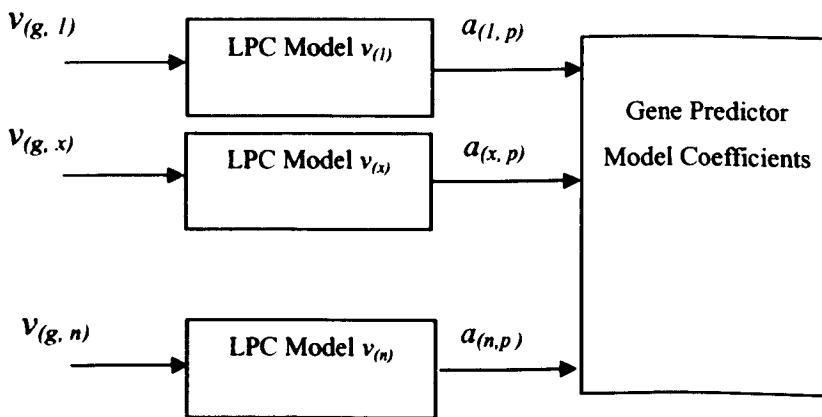 v(g, 1)
LPC Model v(1)
a(1, p)
Gene Predictor
Model Coefficients
v(g, x)
LPC Model v(x)
a(x, p)
v(g, n)
LPC Model v(n)
a(n,p)